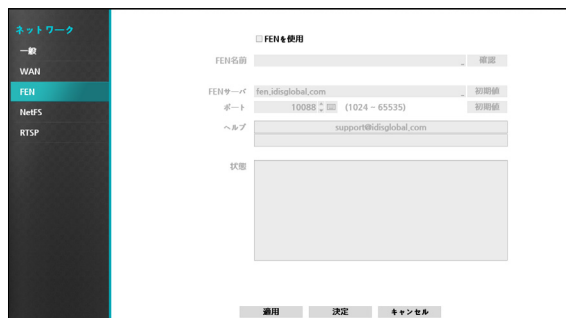 ネットワーク
一般
WAN
FEN
NetFS
RTSP
FENを使用
FEN名前 確認
FENサーバ fen.idisglobal.com 初期値
ポート 10088 (1024 ~ 65535) 初期値
ヘルプ support@idisglobal.com
状態
適用 決定 キャンセル